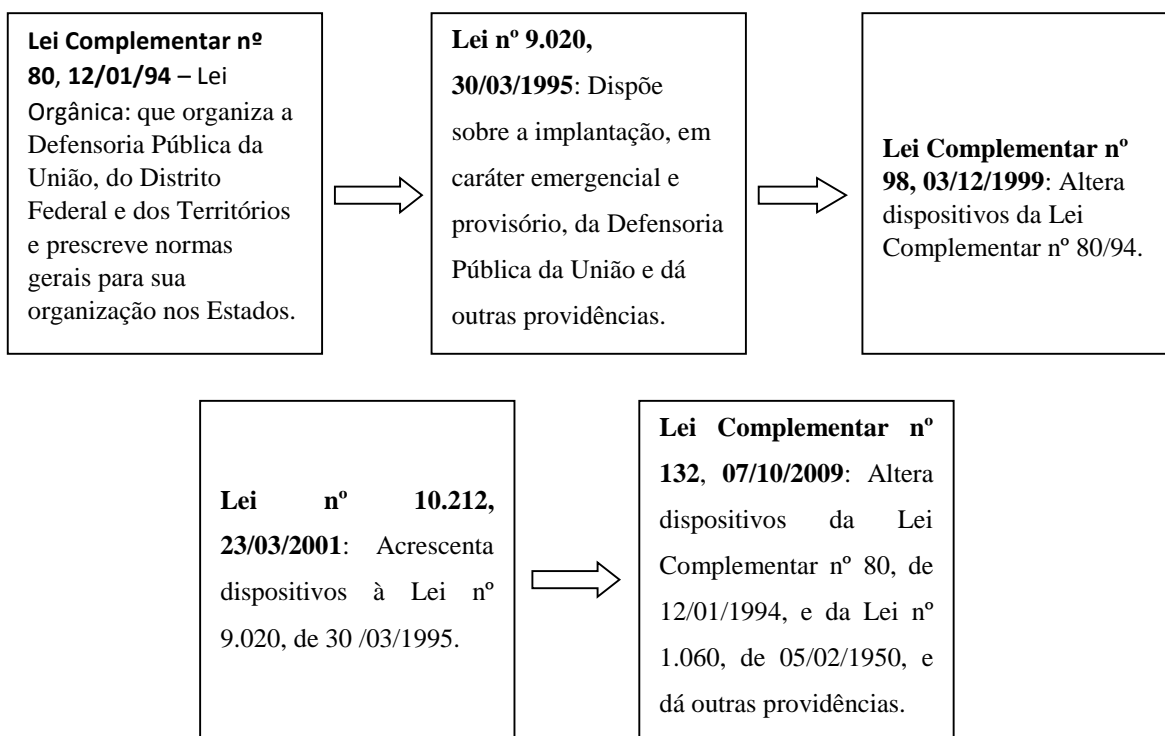 Lei Complementar nº
80, 12/01/94 – Lei
Orgânica: que organiza a
Defensoria Pública da
União, do Distrito
Federal e dos Territórios
e prescreve normas
gerais para sua
organização nos Estados.
Lei nº 9.020,
30/03/1995: Dispõe
sobre a implantação, em
caráter emergencial e
provisório, da Defensoria
Pública da União e dá
outras providências.
Lei Complementar nº
98, 03/12/1999: Altera
dispositivos da Lei
Complementar nº 80/94.
Lei nº 10.212,
23/03/2001: Acrescenta
dispositivos à Lei nº
9.020, de 30 /03/1995.
Lei Complementar nº
132, 07/10/2009: Altera
dispositivos da Lei
Complementar nº 80, de
12/01/1994, e da Lei nº
1.060, de 05/02/1950, e
dá outras providências.